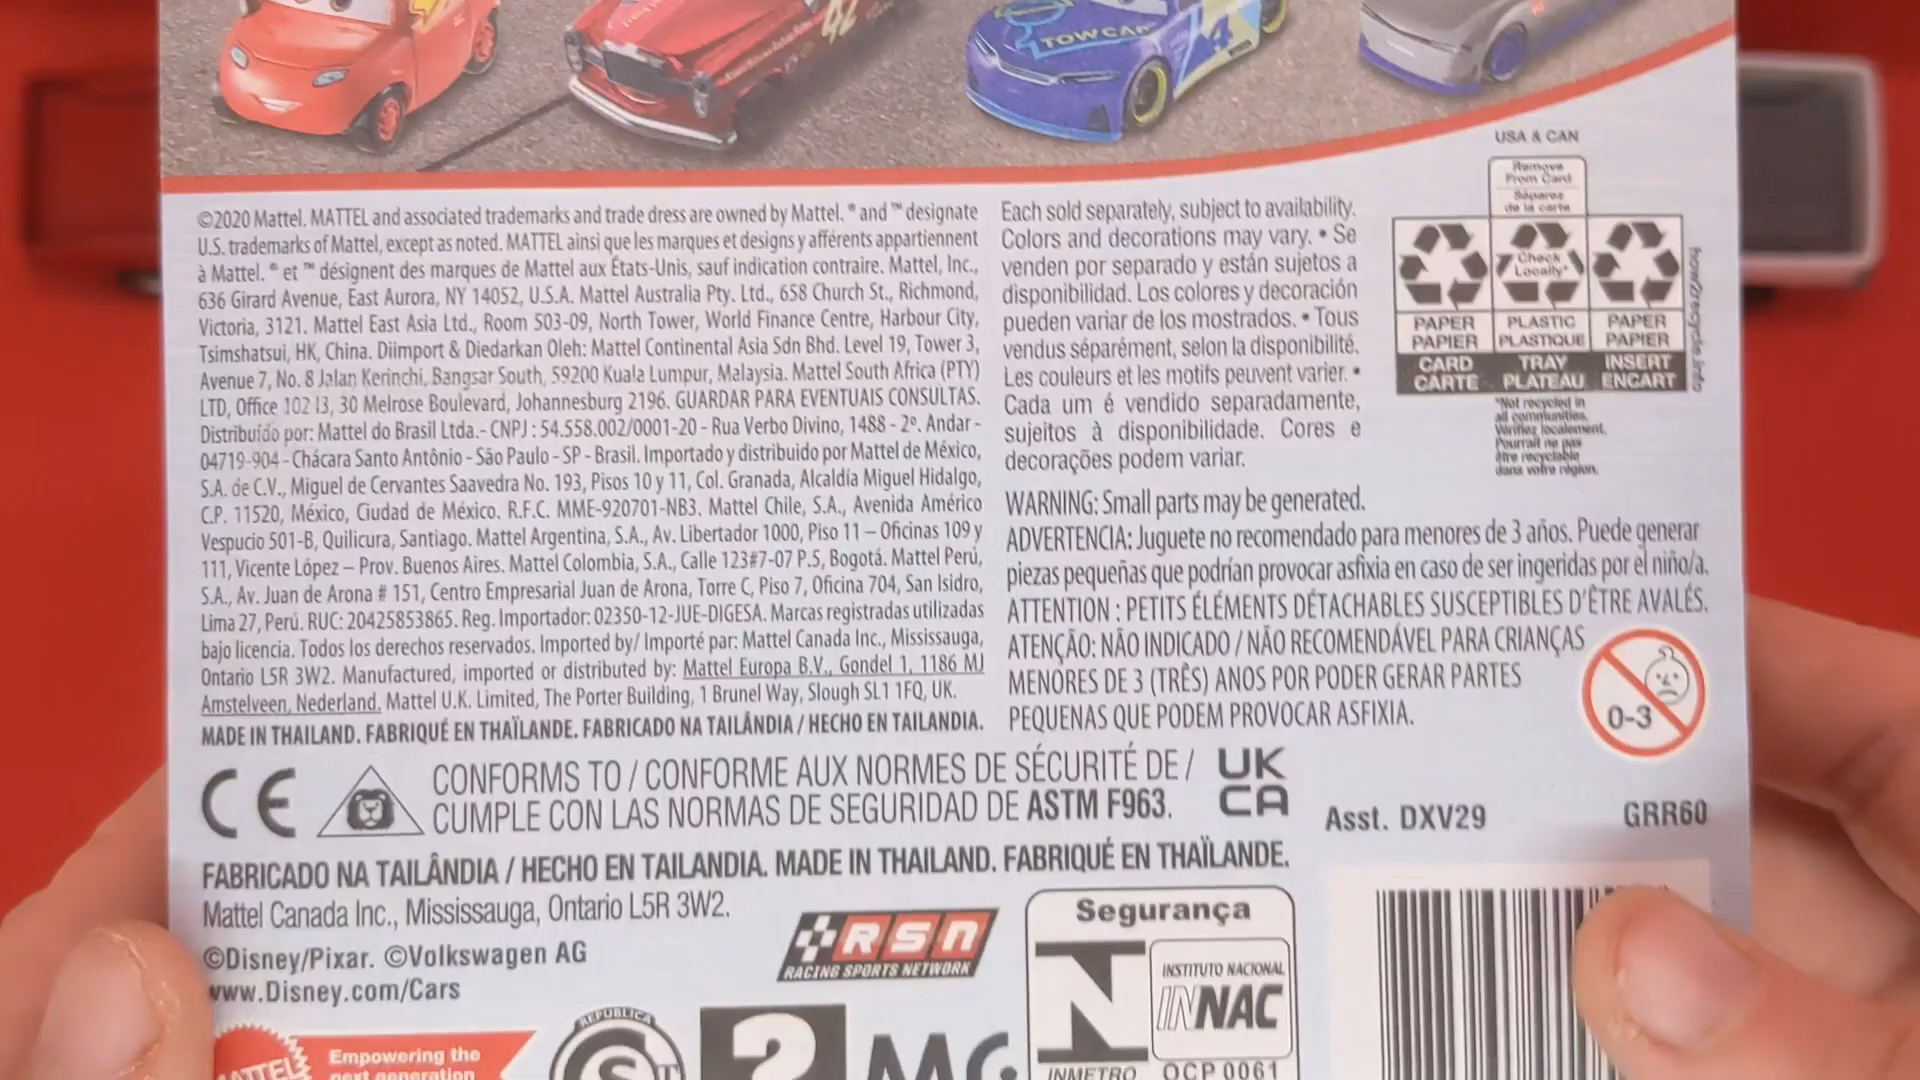 TOWCAP
4
42
USA & CAN
Remove
From Card
Séparez
de la carte
Check
Locally*
PAPER
PAPIER
PLASTIC
PLASTIQUE
PAPER
PAPIER
CARD
CARTE
TRAY
PLATEAU
INSERT
ENCART
how2recycle.info
*Not recycled in
all communities.
Vérifiez localement.
Pourrait ne pas
être recyclable
dans votre région.
©2020 Mattel. MATTEL and associated trademarks and trade dress are owned by Mattel. ® and ™ designate
U.S. trademarks of Mattel, except as noted. MATTEL ainsi que les marques et designs y afférents appartiennent
à Mattel. ® et ™ désignent des marques de Mattel aux États-Unis, sauf indication contraire. Mattel, Inc.,
636 Girard Avenue, East Aurora, NY 14052, U.S.A. Mattel Australia Pty. Ltd., 658 Church St., Richmond,
Victoria, 3121. Mattel East Asia Ltd., Room 503-09, North Tower, World Finance Centre, Harbour City,
Tsimshatsui, HK, China. Diimport & Diedarkan Oleh: Mattel Continental Asia Sdn Bhd. Level 19, Tower 3,
Avenue 7, No. 8 Jalan Kerinchi, Bangsar South, 59200 Kuala Lumpur, Malaysia. Mattel South Africa (PTY)
LTD, Office 102 I3, 30 Melrose Boulevard, Johannesburg 2196. GUARDAR PARA EVENTUAIS CONSULTAS.
Distribuído por: Mattel do Brasil Ltda.- CNPJ : 54.558.002/0001-20 - Rua Verbo Divino, 1488 - 2º. Andar -
04719-904 - Chácara Santo Antônio - São Paulo - SP - Brasil. Importado y distribuido por Mattel de México,
S.A. de C.V., Miguel de Cervantes Saavedra No. 193, Pisos 10 y 11, Col. Granada, Alcaldía Miguel Hidalgo,
C.P. 11520, México, Ciudad de México. R.F.C. MME-920701-NB3. Mattel Chile, S.A., Avenida Américo
Vespucio 501-B, Quilicura, Santiago. Mattel Argentina, S.A., Av. Libertador 1000, Piso 11 – Oficinas 109 y
111, Vicente López – Prov. Buenos Aires. Mattel Colombia, S.A., Calle 123#7-07 P.5, Bogotá. Mattel Perú,
S.A., Av. Juan de Arona # 151, Centro Empresarial Juan de Arona, Torre C, Piso 7, Oficina 704, San Isidro,
Lima 27, Perú. RUC: 20425853865. Reg. Importador: 02350-12-JUE-DIGESA. Marcas registradas utilizadas
bajo licencia. Todos los derechos reservados. Imported by/ Importé par: Mattel Canada Inc., Mississauga,
Ontario L5R 3W2. Manufactured, imported or distributed by: Mattel Europa B.V., Gondel 1, 1186 MJ
Amstelveen, Nederland. Mattel U.K. Limited, The Porter Building, 1 Brunel Way, Slough SL1 1FQ, UK.
MADE IN THAILAND. FABRIQUÉ EN THAÏLANDE. FABRICADO NA TAILÂNDIA / HECHO EN TAILANDIA.
Each sold separately, subject to availability.
Colors and decorations may vary. • Se
venden por separado y están sujetos a
disponibilidad. Los colores y decoración
pueden variar de los mostrados. • Tous
vendus séparément, selon la disponibilité.
Les couleurs et les motifs peuvent varier. •
Cada um é vendido separadamente,
sujeitos à disponibilidade. Cores e
decorações podem variar.
WARNING: Small parts may be generated.
ADVERTENCIA: Juguete no recomendado para menores de 3 años. Puede generar
piezas pequeñas que podrían provocar asfixia en caso de ser ingeridas por el niño/a.
ATTENTION : PETITS ÉLÉMENTS DÉTACHABLES SUSCEPTIBLES D'ÊTRE AVALÉS.
ATENÇÃO: NÃO INDICADO / NÃO RECOMENDÁVEL PARA CRIANÇAS
MENORES DE 3 (TRÊS) ANOS POR PODER GERAR PARTES
PEQUENAS QUE PODEM PROVOCAR ASFIXIA.
0-3
CE
CONFORMS TO / CONFORME AUX NORMES DE SÉCURITÉ DE /
CUMPLE CON LAS NORMAS DE SEGURIDAD DE ASTM F963.
UK
CA
Asst. DXV29
GRR60
FABRICADO NA TAILÂNDIA / HECHO EN TAILANDIA. MADE IN THAILAND. FABRIQUÉ EN THAÏLANDE.
Mattel Canada Inc., Mississauga, Ontario L5R 3W2.
©Disney/Pixar. ©Volkswagen AG
www.Disney.com/Cars
RSN
RACING SPORTS NETWORK
Segurança
INSTITUTO NACIONAL
INNAC
OCP 0061
INMETRO
REPUBLICA
S
MATTEL
Empowering the
next generation